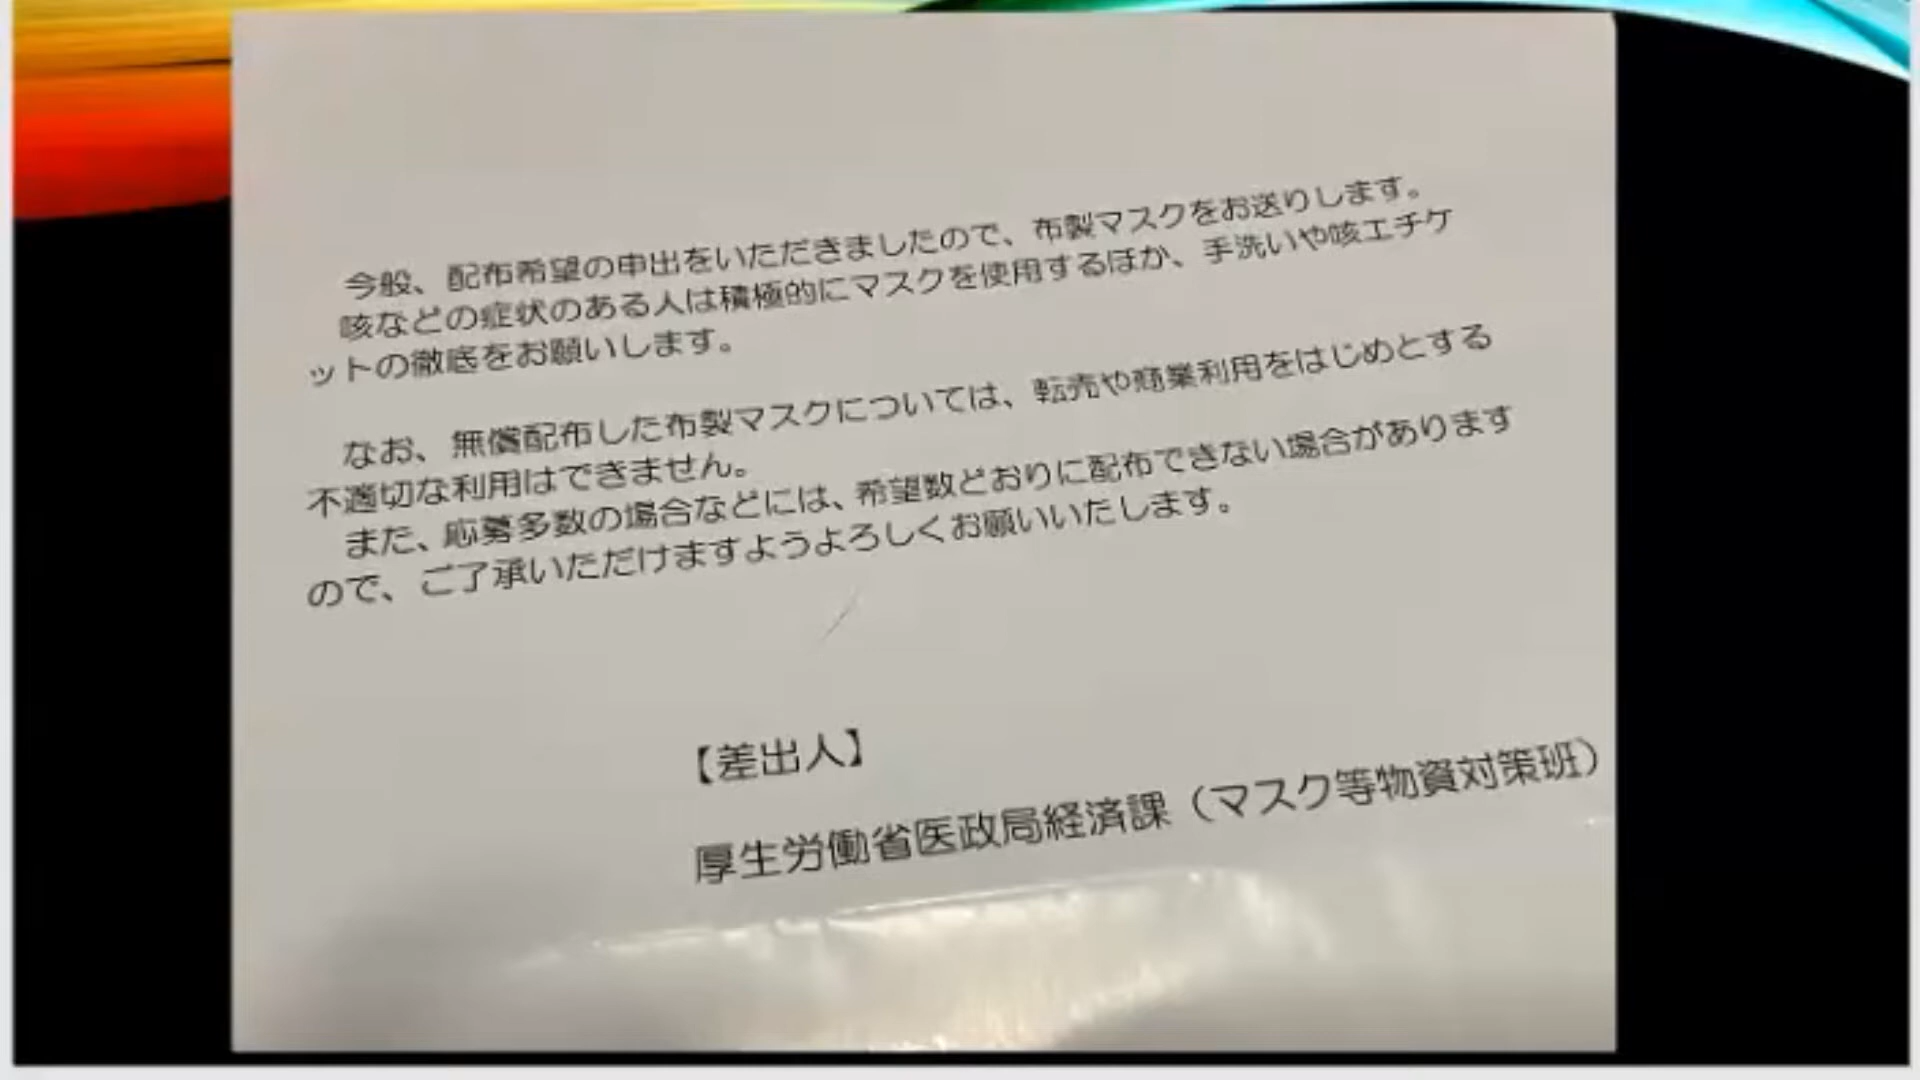 今般、配布希望の申出をいただきましたので、布製マスクをお送りします。
咳などの症状のある人は積極的にマスクを使用するほか、手洗いや咳エチケ
ットの徹底をお願いします。
なお、無償配布した布製マスクについては、転売や商業利用をはじめとする
不適切な利用はできません。
また、応募多数の場合などには、希望数どおりに配布できない場合があります
ので、ご了承いただけますようよろしくお願いいたします。
【差出人】
厚生労働省医政局経済課（マスク等物資対策班）